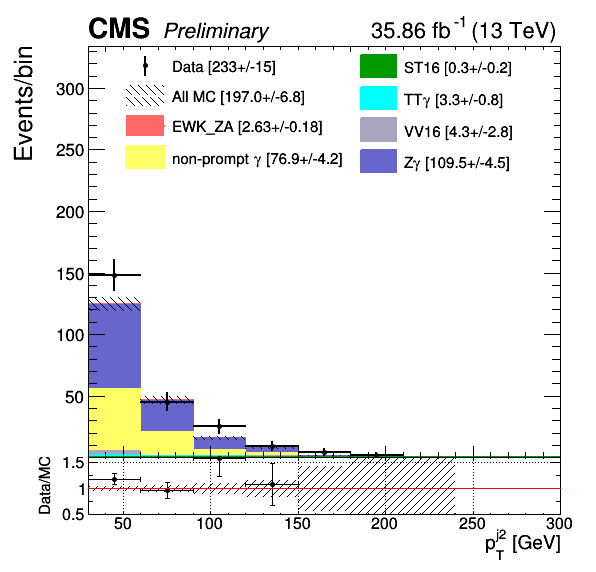 CMS Preliminary 35.86 fb⁻¹ (13 TeV)
Events/bin
Data [233+/-15]
All MC [197.0+/-6.8]
EWK_ZA [2.63+/-0.18]
non-prompt γ [76.9+/-4.2]
ST16 [0.3+/-0.2]
TTγ [3.3+/-0.8]
VV16 [4.3+/-2.8]
Zγ [109.5+/-4.5]
300
250
200
150
100
50
Data/MC
1.5
1
0.5
50 100 150 200 250 300
p_T^j2 [GeV]